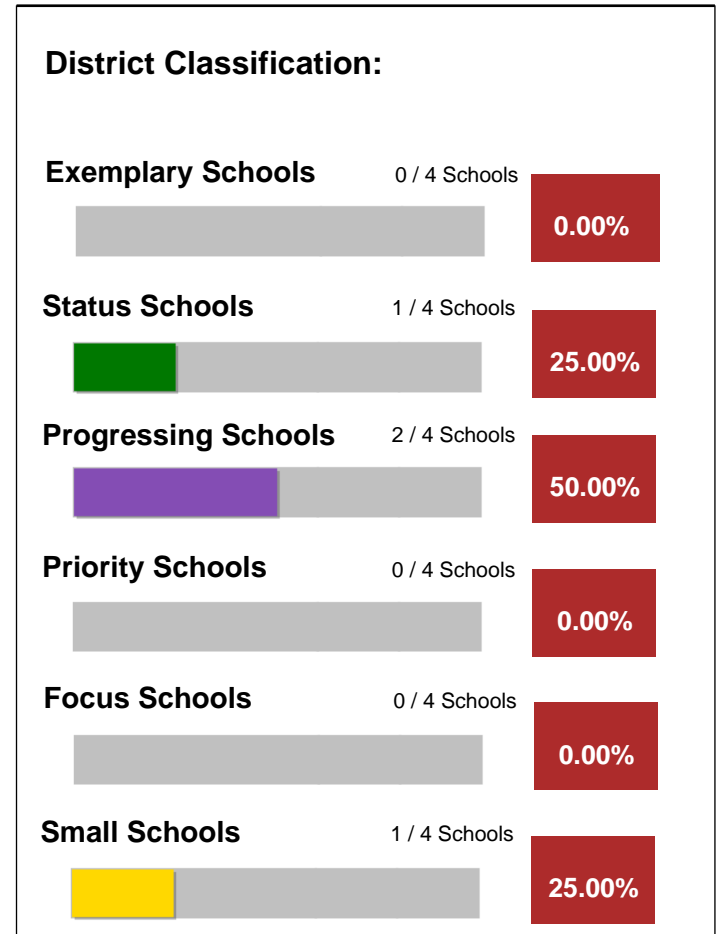 District Classification:
Exemplary Schools 0 / 4 Schools
0.00%
Status Schools 1 / 4 Schools
25.00%
Progressing Schools 2 / 4 Schools
50.00%
Priority Schools 0 / 4 Schools
0.00%
Focus Schools 0 / 4 Schools
0.00%
Small Schools 1 / 4 Schools
25.00%